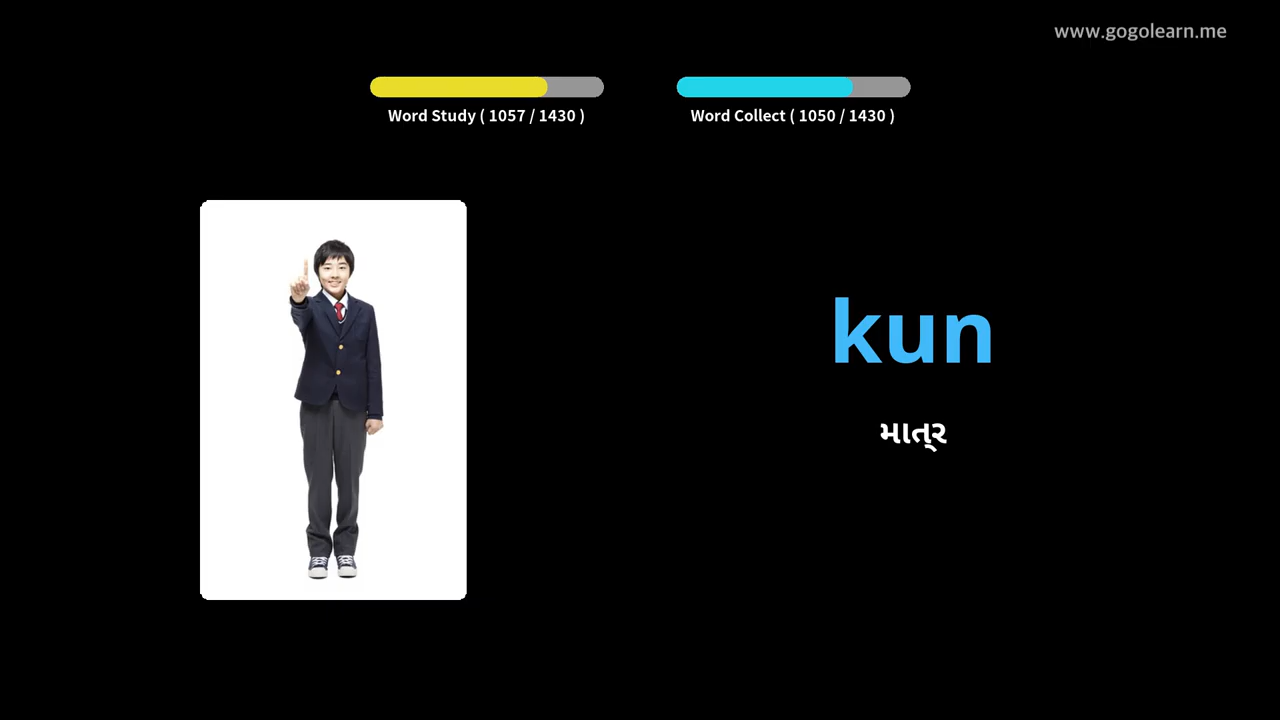 www.gogolearn.me
Word Study ( 1057 / 1430 )
Word Collect ( 1050 / 1430 )
kun
માત્ર